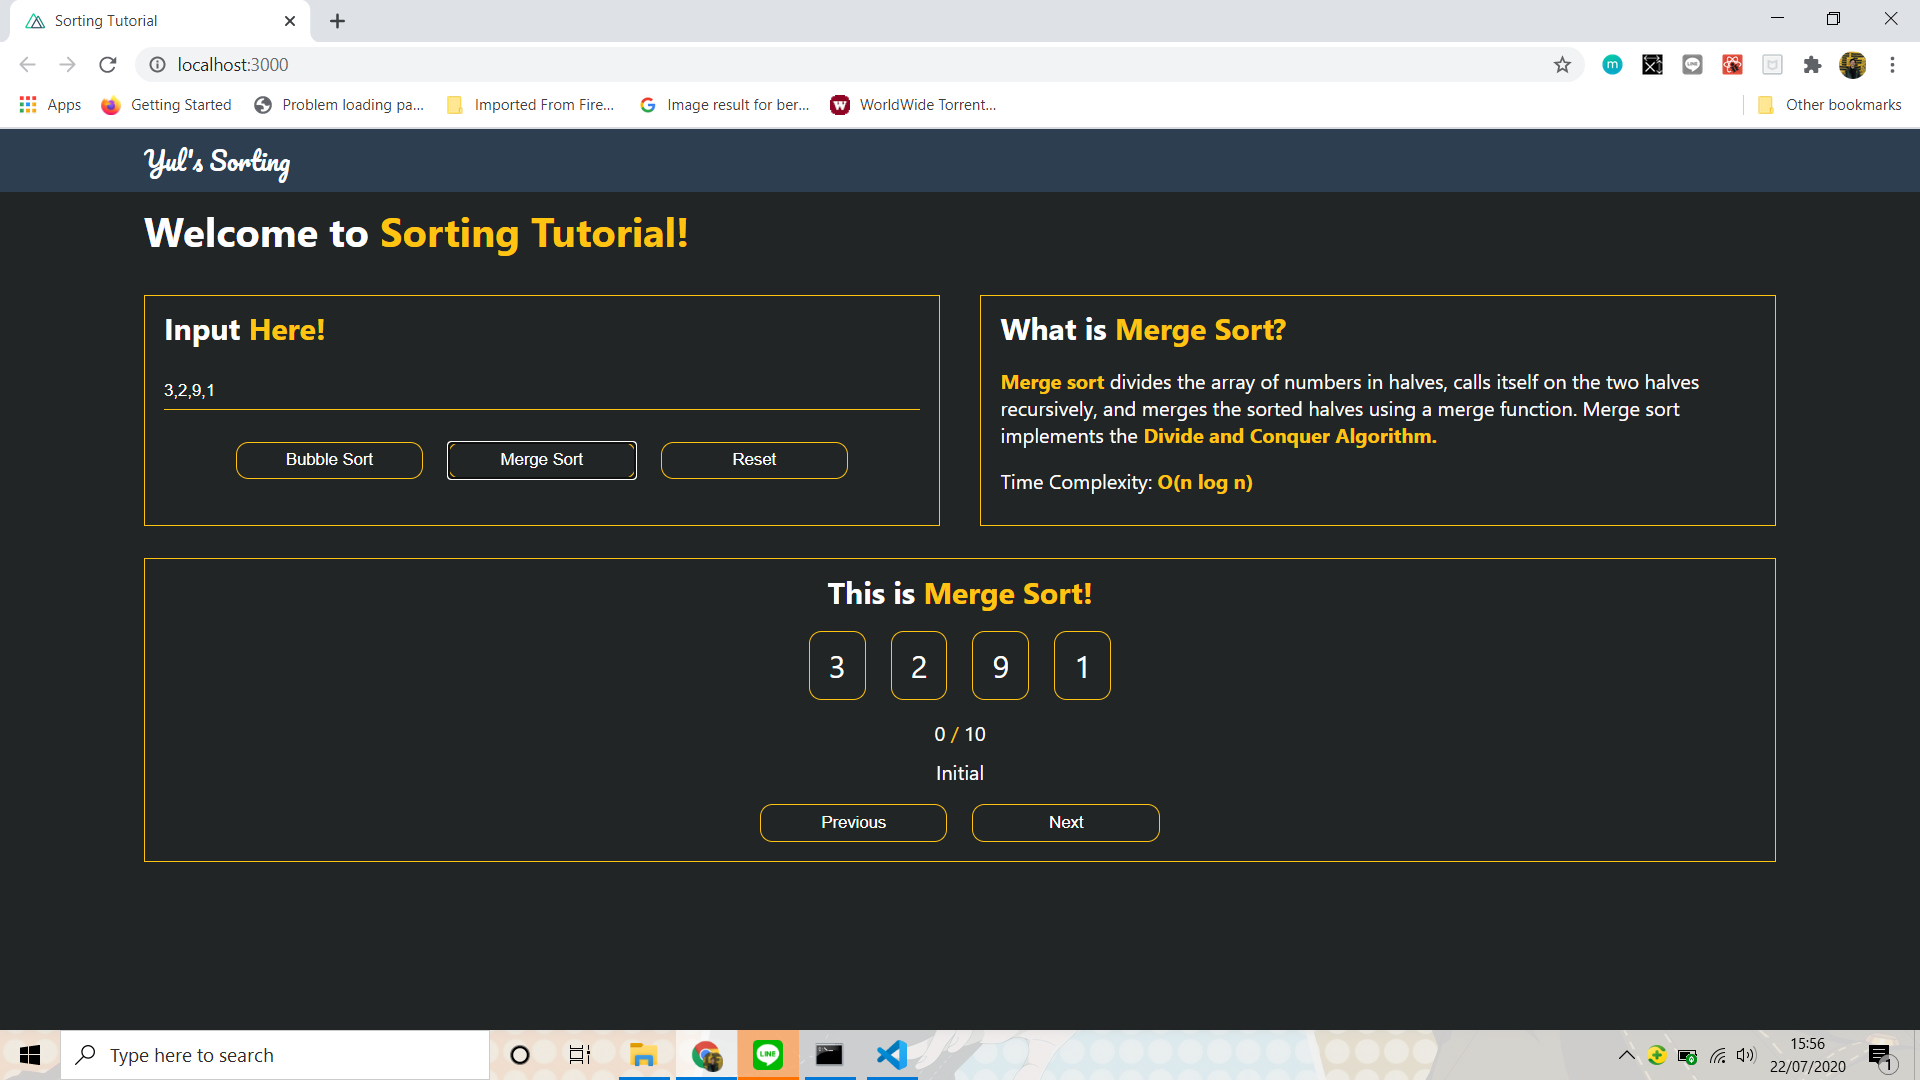 Sorting Tutorial
localhost:3000
Apps
Getting Started
Problem loading pa...
Imported From Fire...
Image result for ber...
WorldWide Torrent...
Other bookmarks
Yul's Sorting
Welcome to Sorting Tutorial!
Input Here!
3,2,9,1
Bubble Sort
Merge Sort
Reset
What is Merge Sort?
Merge sort divides the array of numbers in halves, calls itself on the two halves
recursively, and merges the sorted halves using a merge function. Merge sort
implements the Divide and Conquer Algorithm.
Time Complexity: O(n log n)
This is Merge Sort!
3 2 9 1
0 / 10
Initial
Previous
Next
Type here to search
LINE
15:56
22/07/2020
1